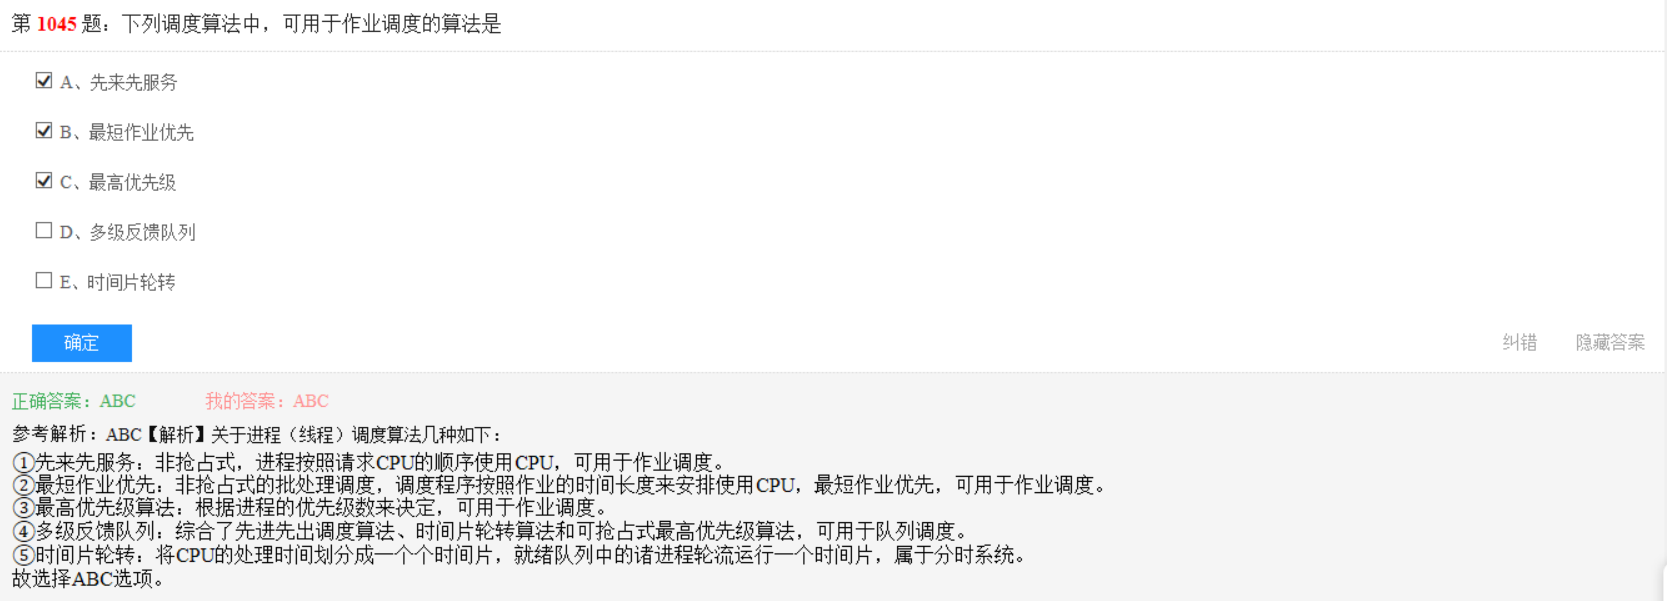 第 1045 题：下列调度算法中，可用于作业调度的算法是
A、先来先服务
B、最短作业优先
C、最高优先级
D、多级反馈队列
E、时间片轮转
确定
纠错 隐藏答案
正确答案：ABC 我的答案：ABC
参考解析：ABC【解析】关于进程（线程）调度算法几种如下：
①先来先服务：非抢占式，进程按照请求CPU的顺序使用CPU，可用于作业调度。
②最短作业优先：非抢占式的批处理调度，调度程序按照作业的时间长度来安排使用CPU，最短作业优先，可用于作业调度。
③最高优先级算法：根据进程的优先级数来决定，可用于作业调度。
④多级反馈队列：综合了先进先出调度算法、时间片轮转算法和可抢占式最高优先级算法，可用于队列调度。
⑤时间片轮转：将CPU的处理时间划分成一个个时间片，就绪队列中的诸进程轮流运行一个时间片，属于分时系统。
故选择ABC选项。